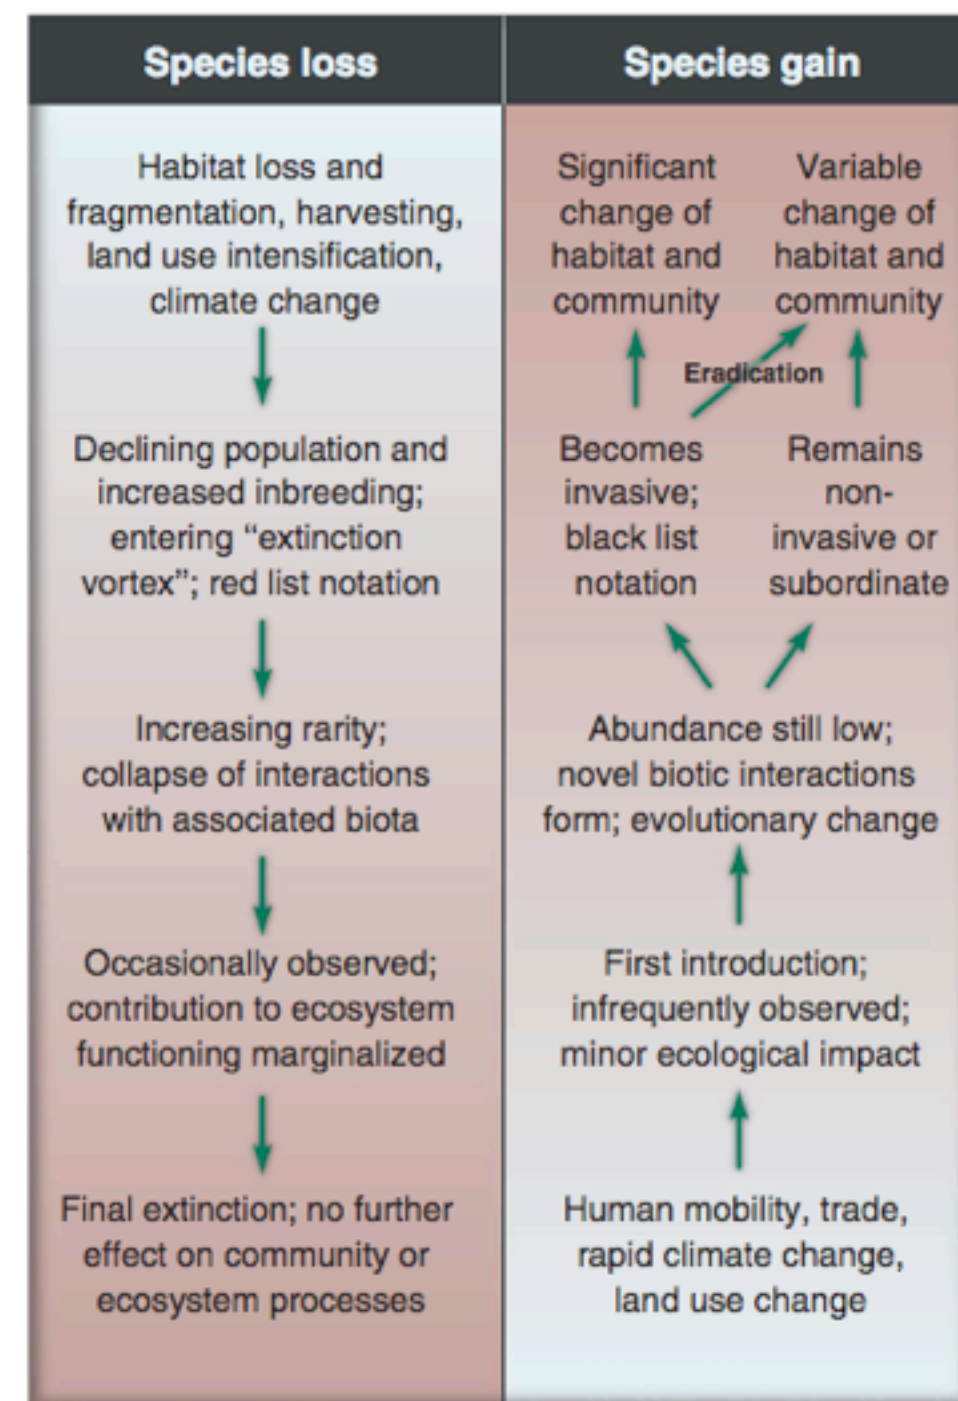 Species loss
Habitat loss and
fragmentation, harvesting,
land use intensification,
climate change
Declining population and
increased inbreeding;
entering “extinction
vortex”; red list notation
Increasing rarity;
collapse of interactions
with associated biota
Occasionally observed;
contribution to ecosystem
functioning marginalized
Final extinction; no further
effect on community or
ecosystem processes
Species gain
Significant
change of
habitat and
community
Variable
change of
habitat and
community
Eradication
Becomes
invasive;
black list
notation
Remains
non-
invasive or
subordinate
Abundance still low;
novel biotic interactions
form; evolutionary change
First introduction;
infrequently observed;
minor ecological impact
Human mobility, trade,
rapid climate change,
land use change